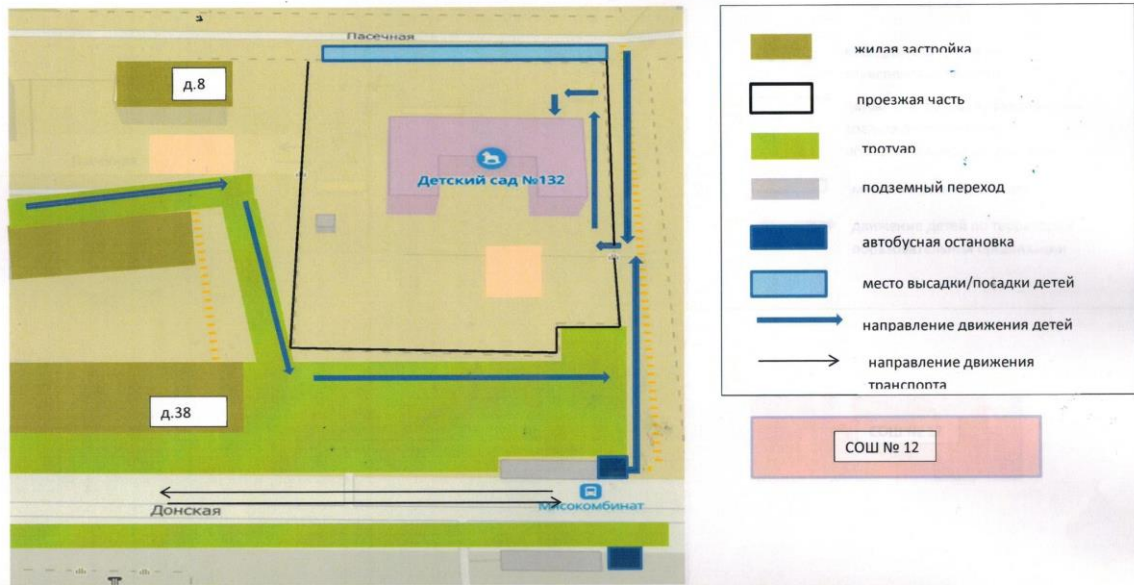 Пасечная
д.8
Детский сад №132
д.38
Донская
Мясокомбинат
жилая застройка
проезжая часть
тротуар
подземный переход
автобусная остановка
место высадки/посадки детей
направление движения детей
направление движения
транспорта
СОШ № 12